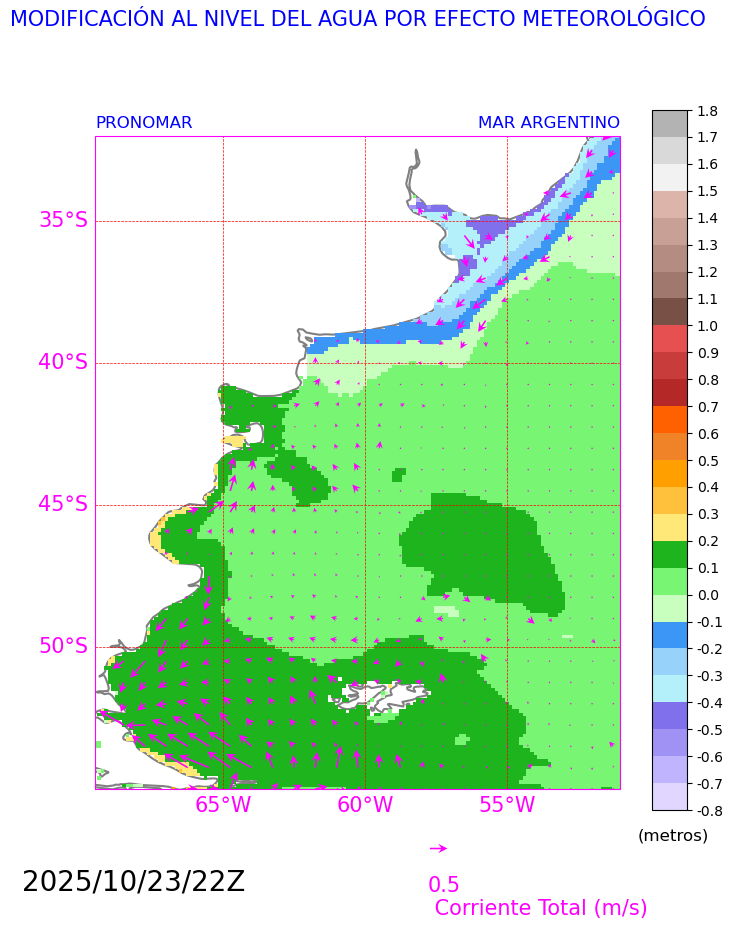 MODIFICACIÓN AL NIVEL DEL AGUA POR EFECTO METEOROLÓGICO
PRONOMAR
MAR ARGENTINO
1.8
1.7
1.6
1.5
1.4
1.3
1.2
1.1
1.0
0.9
0.8
0.7
0.6
0.5
0.4
0.3
0.2
0.1
0.0
-0.1
-0.2
-0.3
-0.4
-0.5
-0.6
-0.7
-0.8
(metros)
35°S
40°S
45°S
50°S
65°W
60°W
55°W
2025/10/23/22Z
0.5
Corriente Total (m/s)